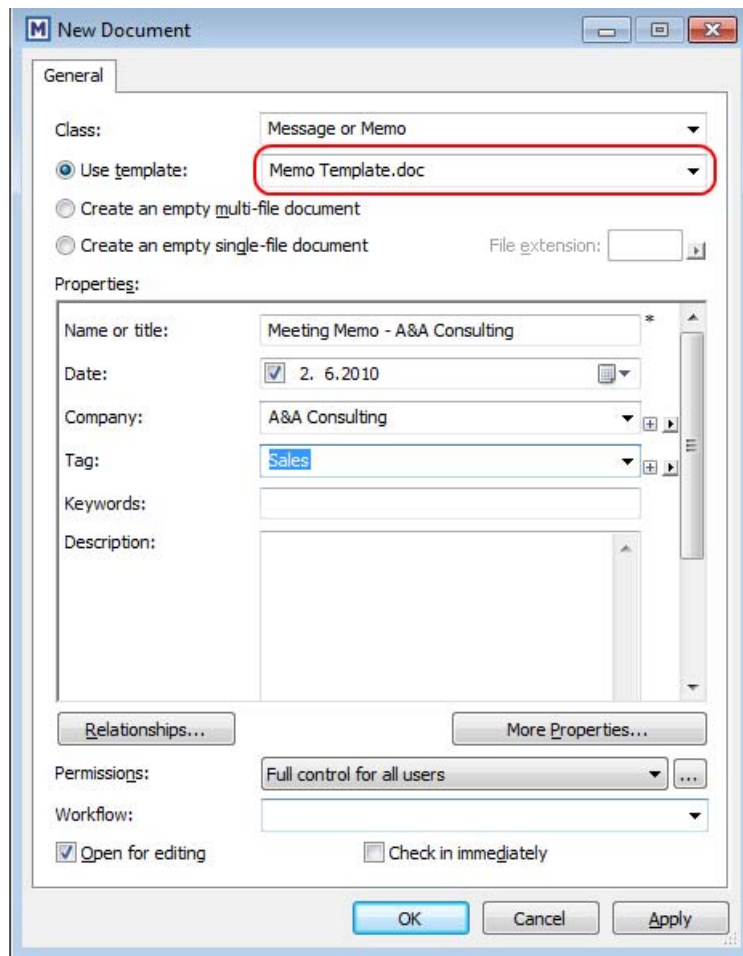 M New Document
General
Class: Message or Memo
Use template: Memo Template.doc
Create an empty multi-file document
Create an empty single-file document File extension:
Properties:
Name or title: Meeting Memo - A&A Consulting *
Date: 2. 6.2010
Company: A&A Consulting
Tag: Sales
Keywords:
Description:
Relationships... More Properties...
Permissions: Full control for all users ...
Workflow:
Open for editing Check in immediately
OK Cancel Apply